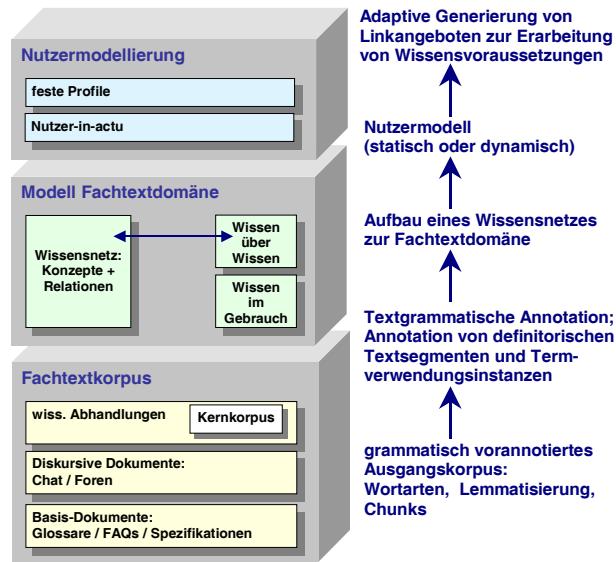 Nutzermodellierung
feste Profile
Nutzer-in-actu
Modell Fachtextdomäne
Wissensnetz:
Konzepte +
Relationen
Wissen
über
Wissen
Wissen
im
Gebrauch
Fachtextkorpus
wiss. Abhandlungen
Kernkorpus
Diskursive Dokumente:
Chat / Foren
Basis-Dokumente:
Glossare / FAQs / Spezifikationen
Adaptive Generierung von
Linkangeboten zur Erarbeitung
von Wissensvoraussetzungen
Nutzermodell
(statisch oder dynamisch)
Aufbau eines Wissensnetzes
zur Fachtextdomäne
Textgrammatische Annotation;
Annotation von definitorischen
Textsegmenten und Term-
verwendungsinstanzen
grammatisch vorannotiertes
Ausgangskorpus:
Wortarten, Lemmatisierung,
Chunks